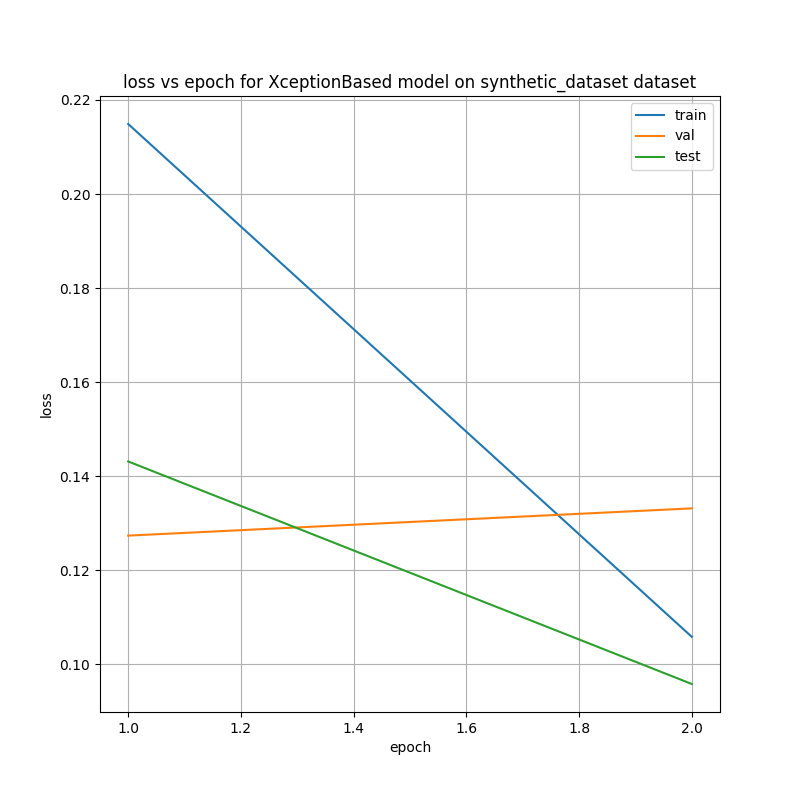 loss vs epoch for XceptionBased model on synthetic_dataset dataset
train
val
test
0.22
0.20
0.18
0.16
0.14
0.12
0.10
loss
1.0 1.2 1.4 1.6 1.8 2.0
epoch